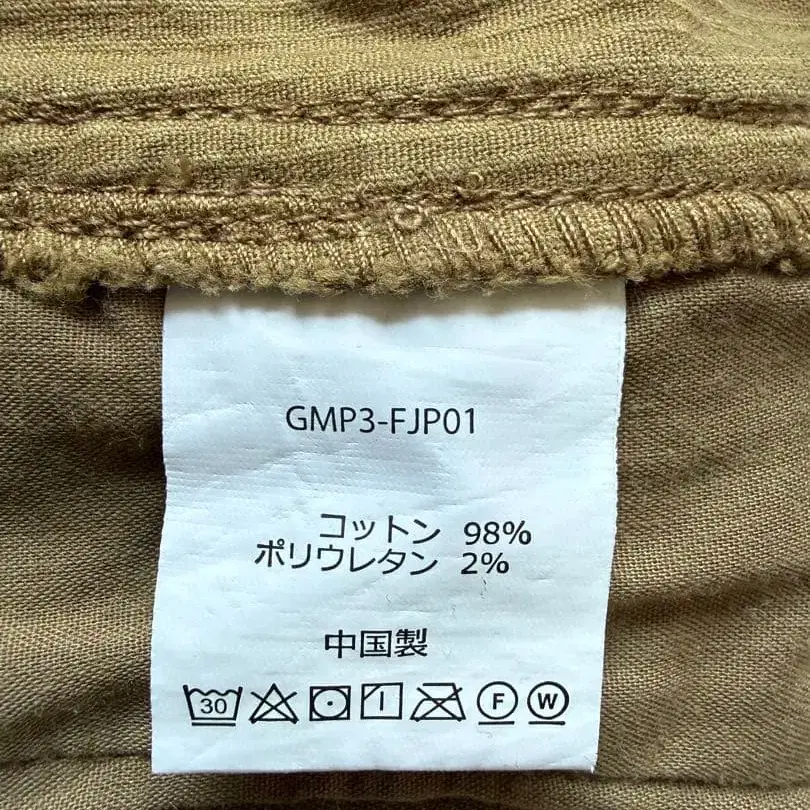 GMP3-FJP01
コットン 98%
ポリウレタン 2%
中国製
30 F W